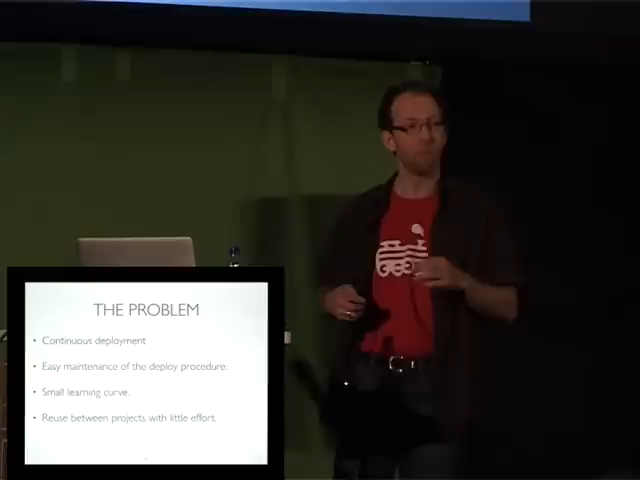 THE PROBLEM
• Continuous deployment
• Easy maintenance of the deploy procedure.
• Small learning curve.
• Reuse between projects with little effort.